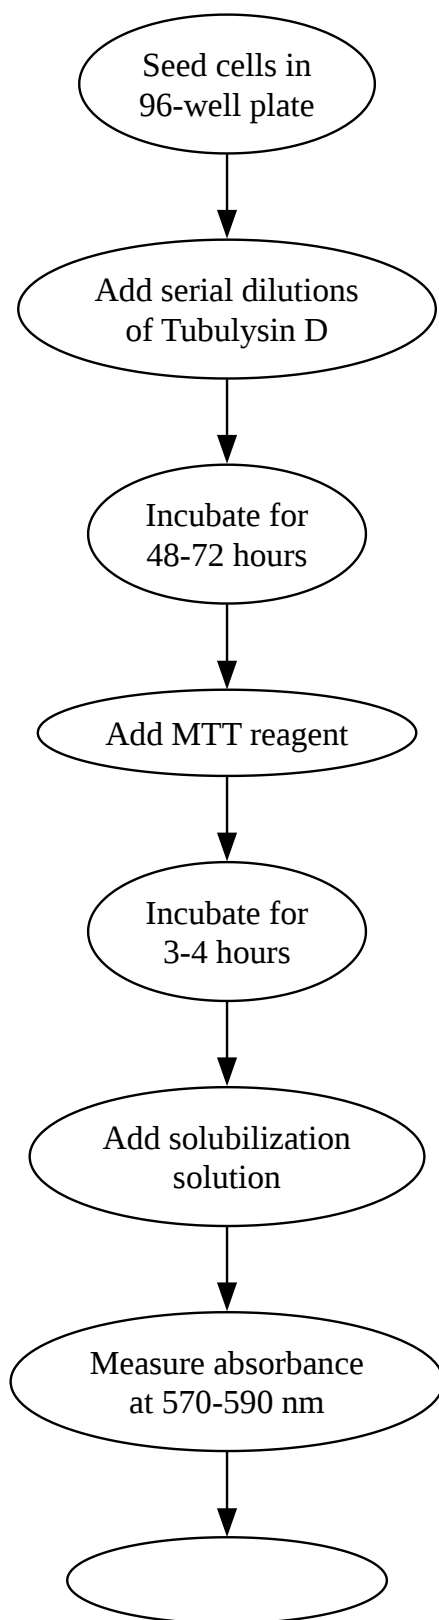 Seed cells in
96-well plate
Add serial dilutions
of Tubulysin D
Incubate for
48-72 hours
Add MTT reagent
Incubate for
3-4 hours
Add solubilization
solution
Measure absorbance
at 570-590 nm